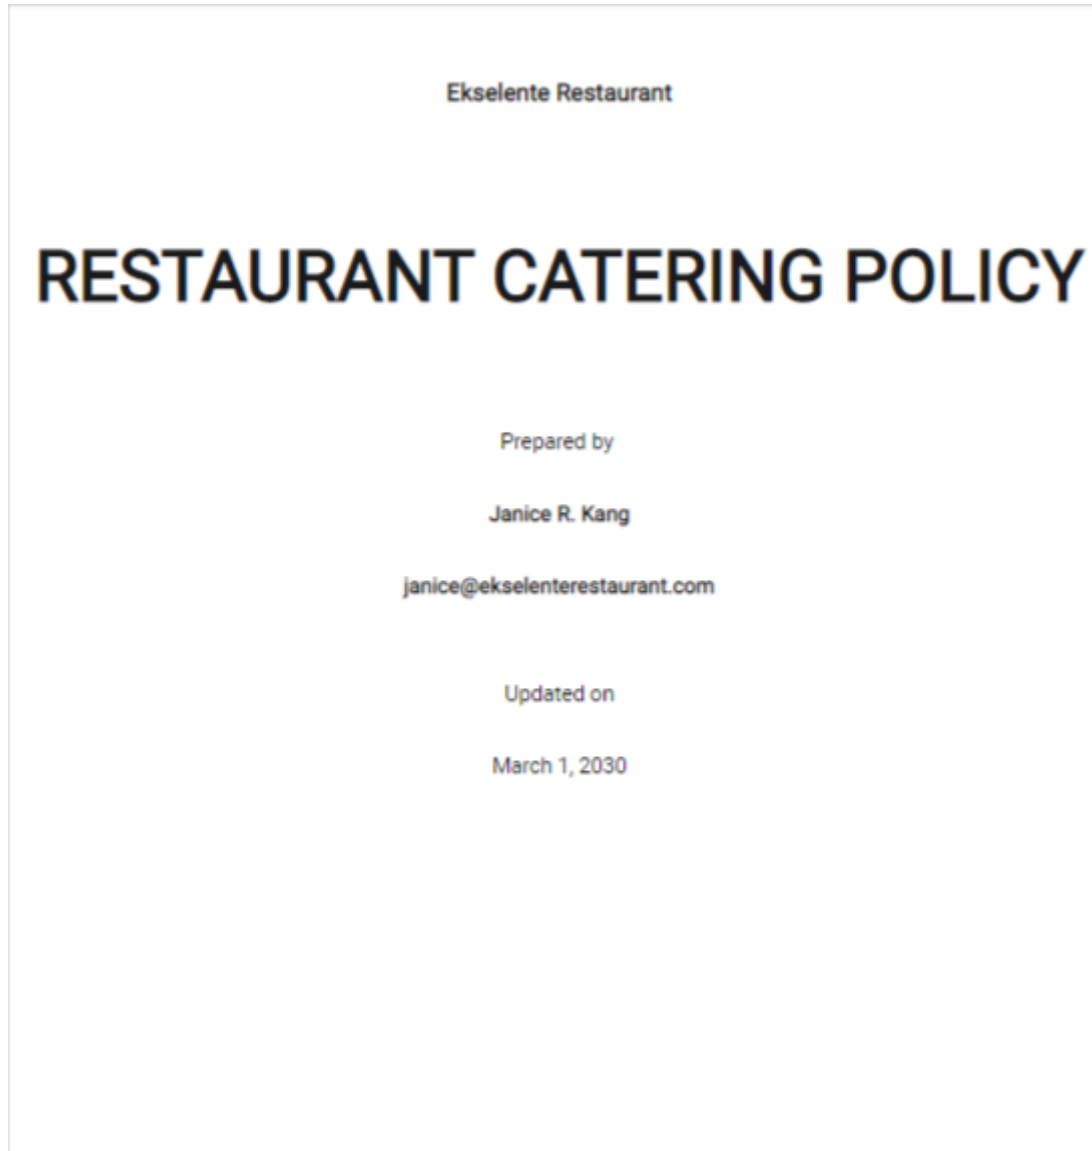 Ekselente Restaurant
RESTAURANT CATERING POLICY
Prepared by
Janice R. Kang
janice@ekselenterestaurant.com
Updated on
March 1, 2030